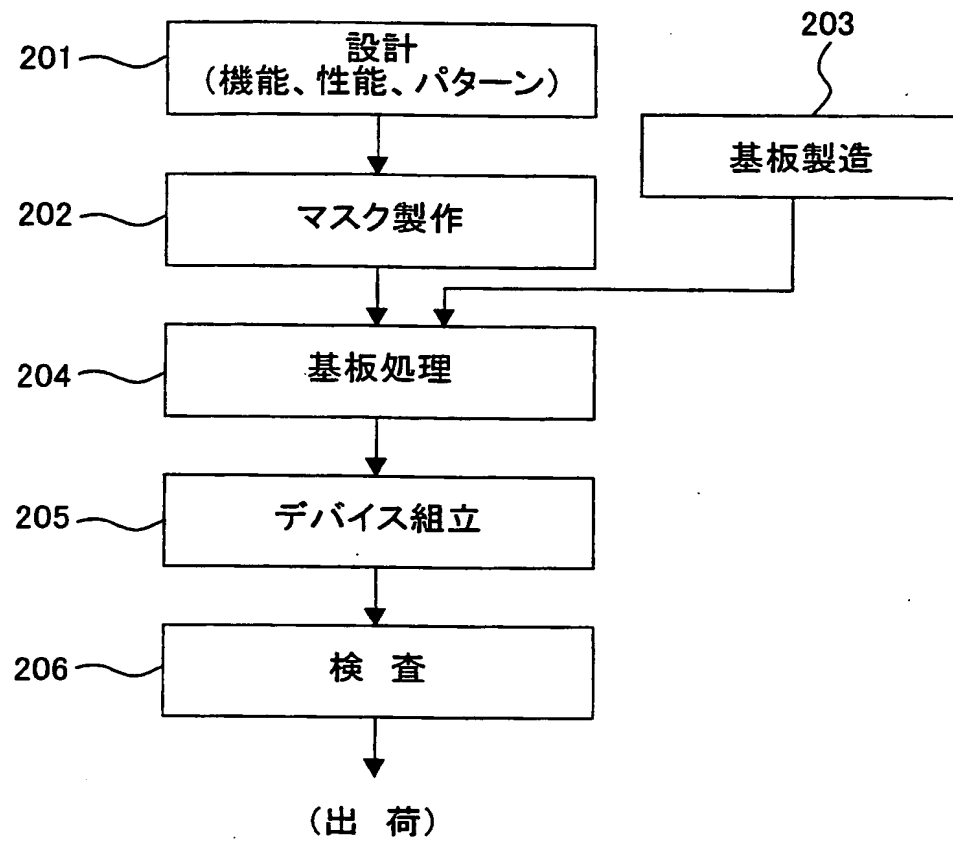 201
設計
(機能、性能、パターン)
203
基板製造
202
マスク製作
204
基板処理
205
デバイス組立
206
検 査
(出 荷)